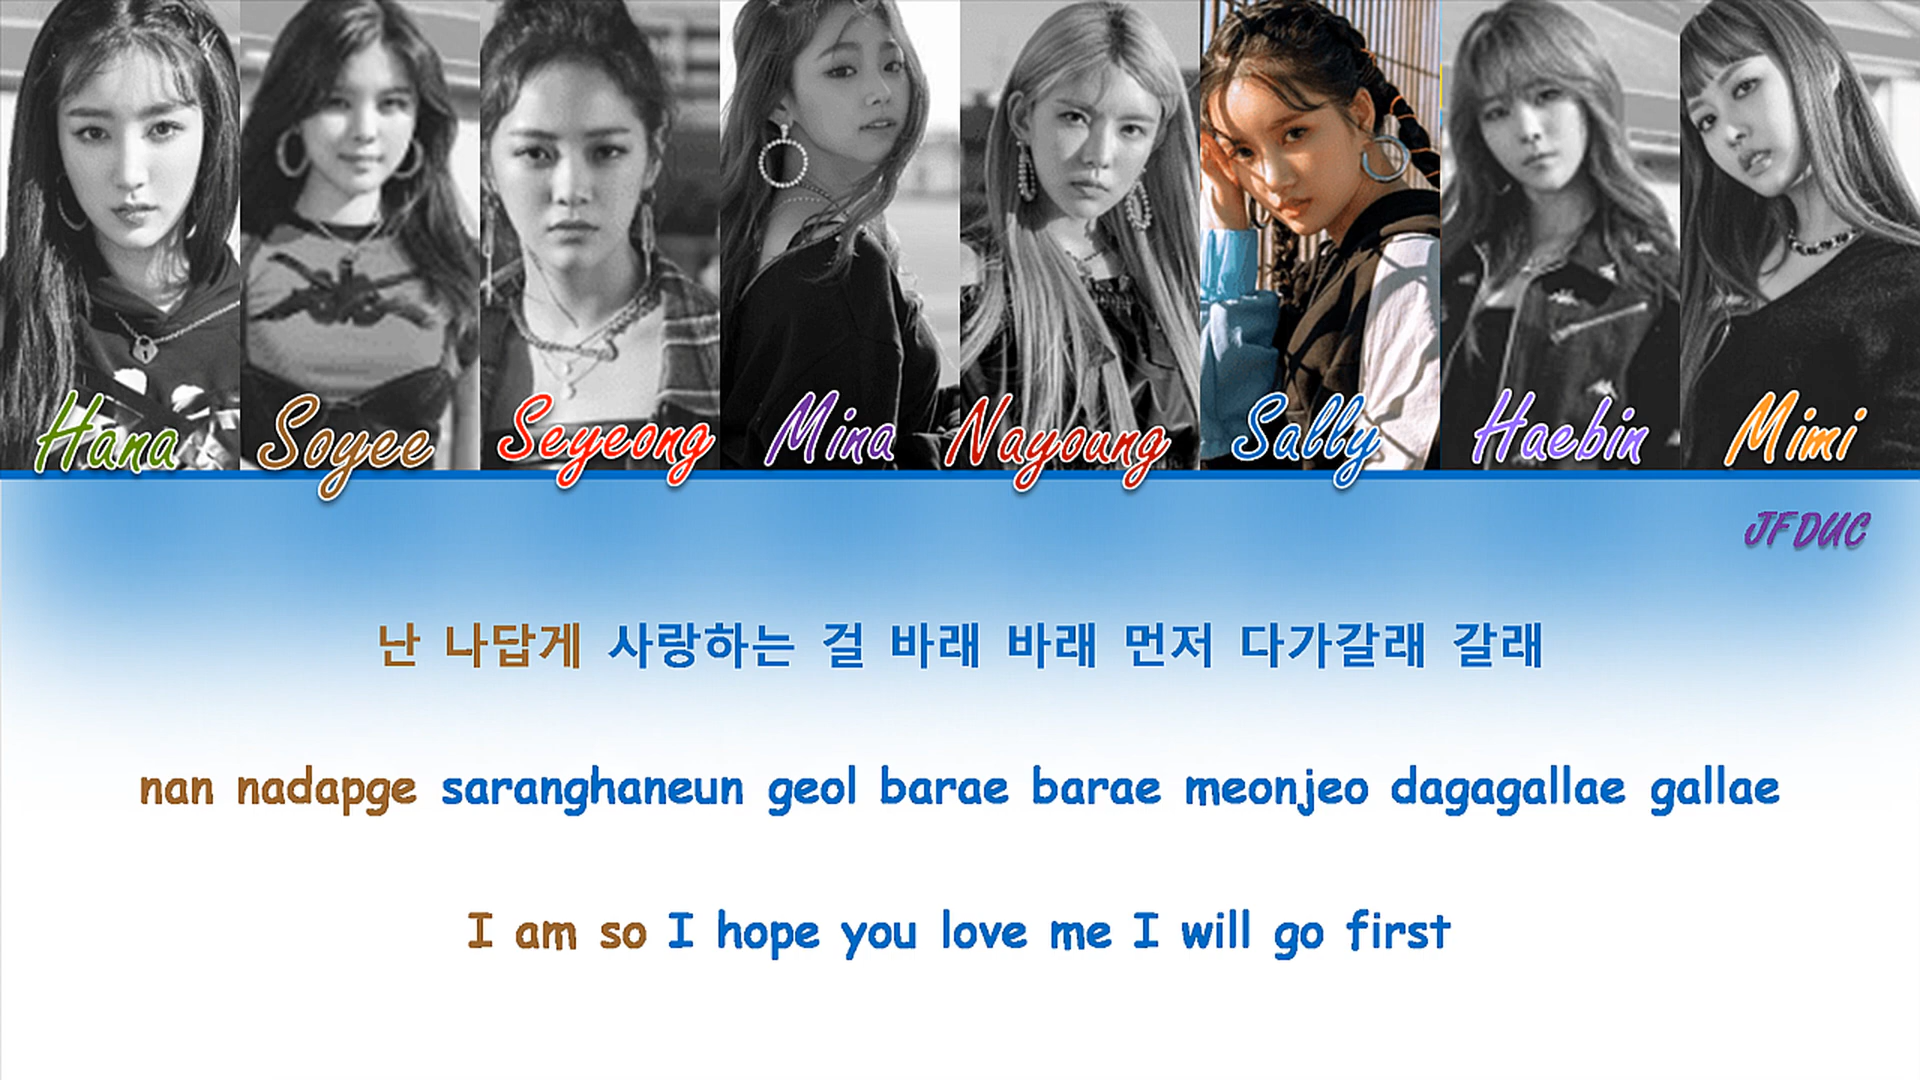 Hana Soyee Seyeong Mina Nayoung Sally Haebin Mimi
JFDUC
난 나답게 사랑하는 걸 바래 바래 먼저 다가갈래 갈래
nan nadapge saranghaneun geol barae barae meonjeo dagagallae gallae
I am so I hope you love me I will go first